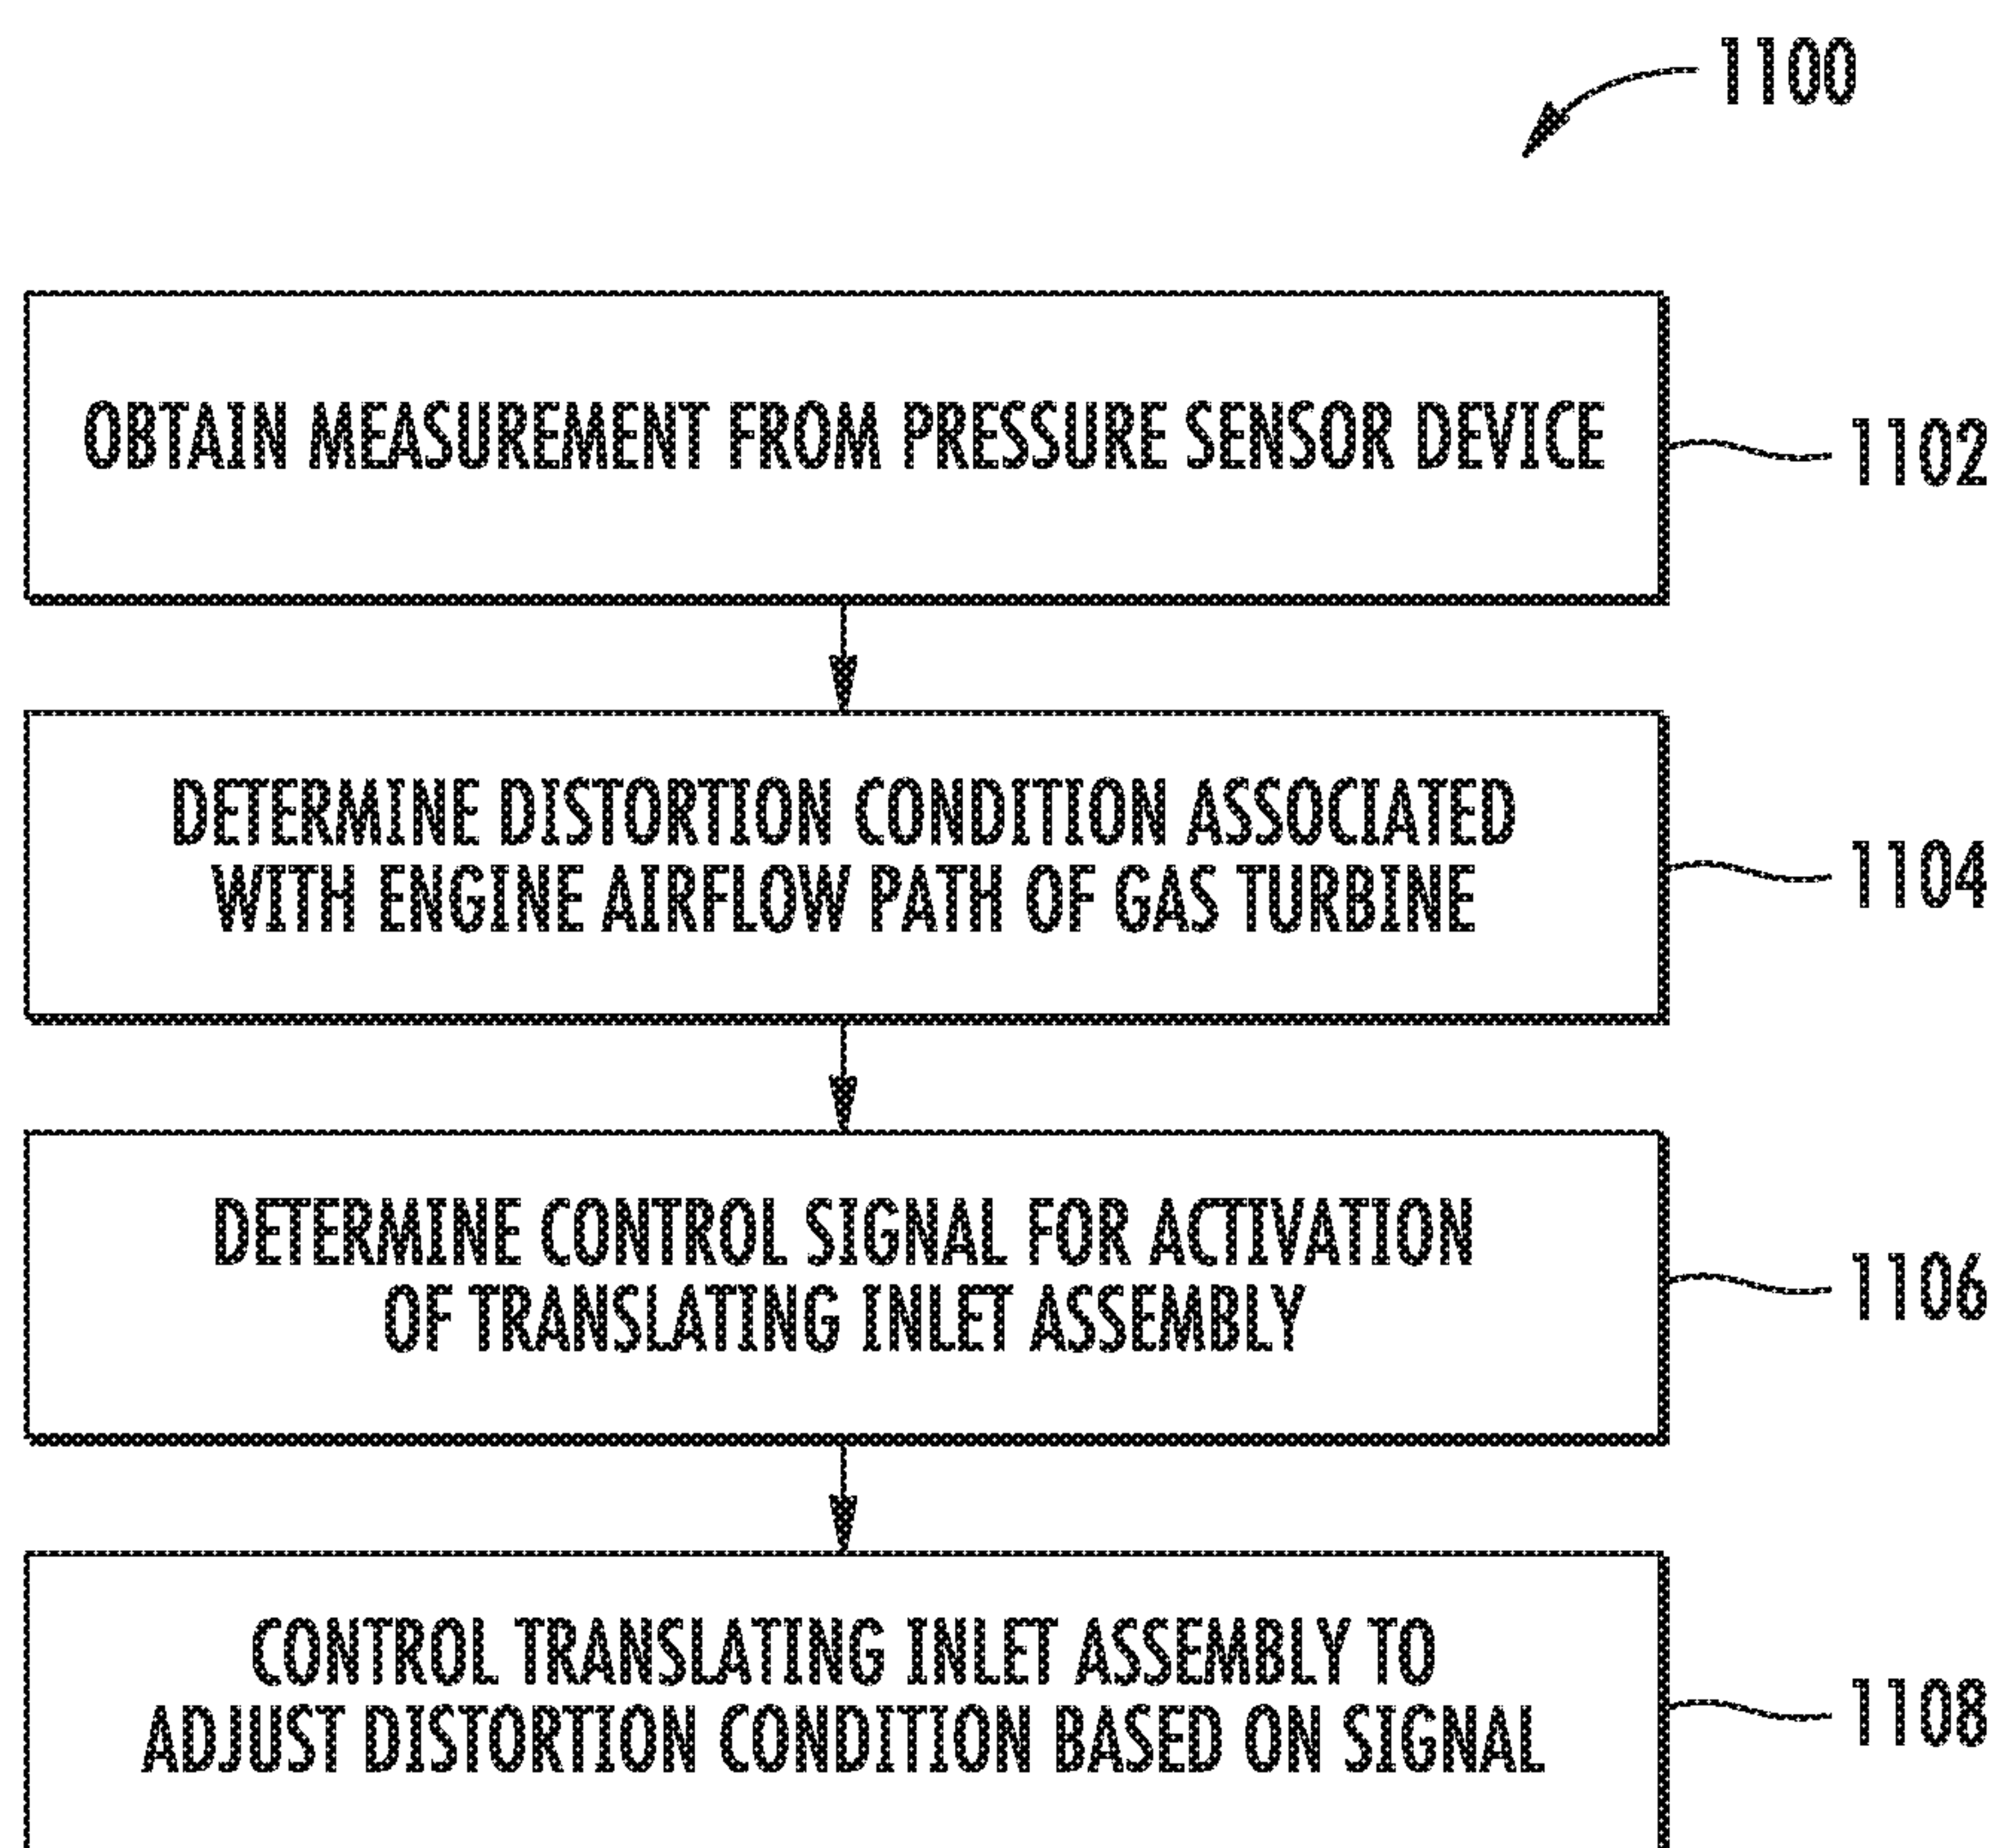 1100
OBTAIN MEASUREMENT FROM PRESSURE SENSOR DEVICE
1102
DETERMINE DISTORTION CONDITION ASSOCIATED
WITH ENGINE AIRFLOW PATH OF GAS TURBINE
1104
DETERMINE CONTROL SIGNAL FOR ACTIVATION
OF TRANSLATING INLET ASSEMBLY
1106
CONTROL TRANSLATING INLET ASSEMBLY TO
ADJUST DISTORTION CONDITION BASED ON SIGNAL
1108